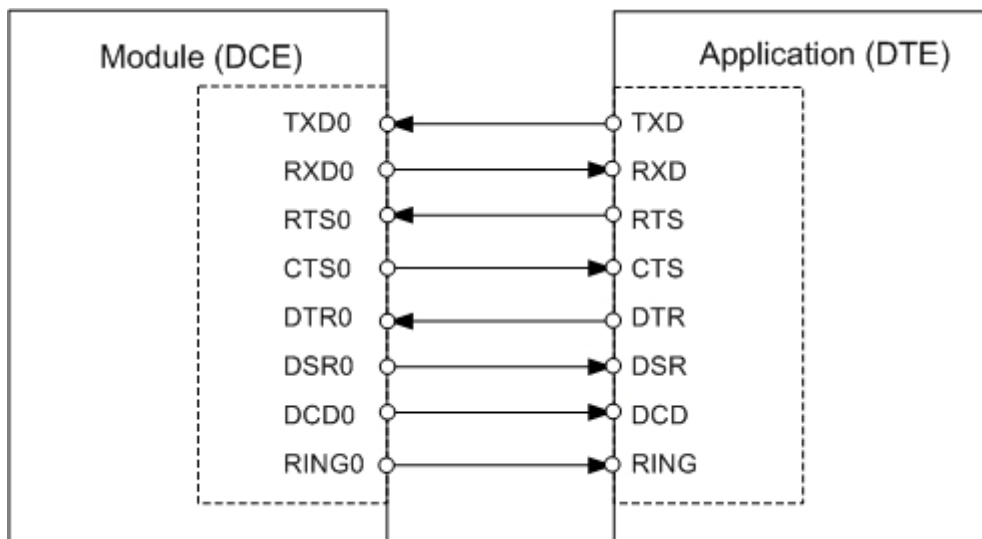 Module (DCE)
Application (DTE)
TXD0
TXD
RXD0
RXD
RTS0
RTS
CTS0
CTS
DTR0
DTR
DSR0
DSR
DCD0
DCD
RING0
RING